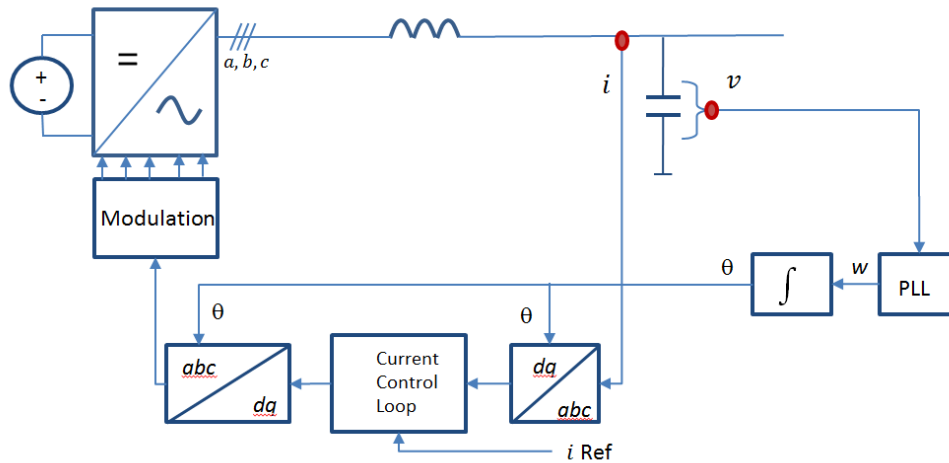 +
-
=
a, b, c
i
v
Modulation
θ
∫
w
PLL
θ
θ
abc
dq
Current
Control
Loop
dq
abc
i Ref